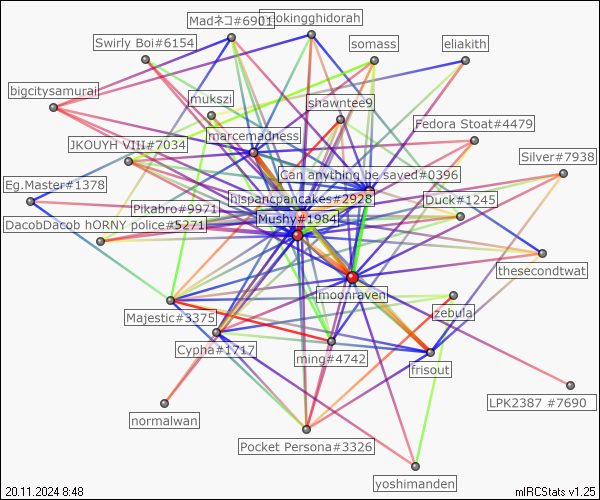 Madネコ#6901
okingghidorah
Swirly Boi#6154
somass
eliakith
bigcitysamurai
mukszi
shawntee9
marcemadness
Fedora Stoat#4479
JKOUYH VIII#7034
Silver#7938
Can anything be saved#0396
Eg.Master#1378
hispancpancakes#2928
Duck#1245
Pikabro#9971
Mushy#1984
DacobDacob hORNY police#5271
thesecondtwat
moonraven
zebula
Majestic#3375
Cypha#1717
ming#4742
frisout
LPK2387 #7690
normalwan
Pocket Persona#3326
yoshimanden
20.11.2024 8:48
mIRCStats v1.25